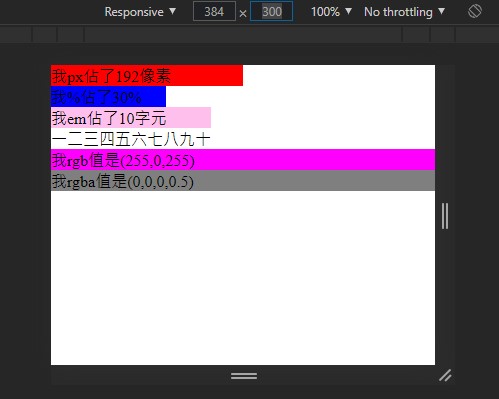 Responsive ▼ 384 × 300 100% ▼ No throttling ▼
我px佔了192像素
我%佔了30%
我em佔了10字元
一二三四五六七八九十
我rgb值是(255,0,255)
我rgba值是(0,0,0,0.5)